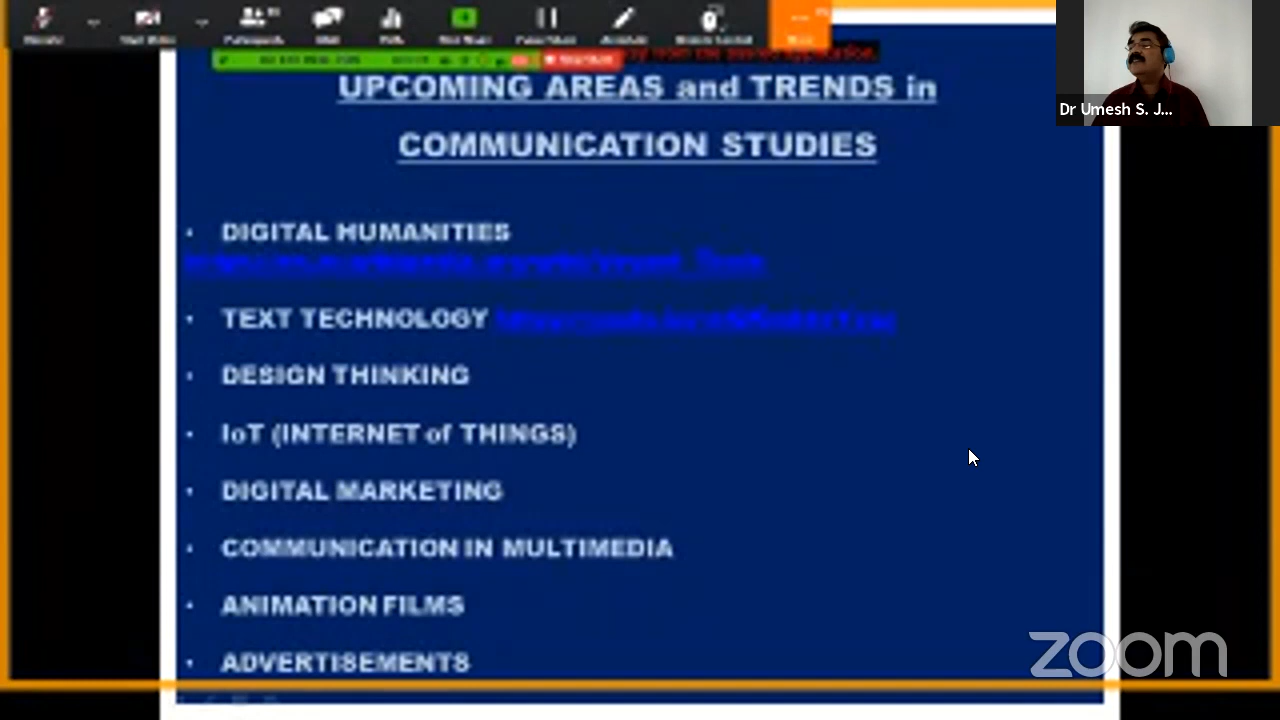 Dr Umesh S. J...
UPCOMING AREAS and TRENDS in
COMMUNICATION STUDIES
• DIGITAL HUMANITIES
• TEXT TECHNOLOGY
• DESIGN THINKING
• IoT (INTERNET of THINGS)
• DIGITAL MARKETING
• COMMUNICATION IN MULTIMEDIA
• ANIMATION FILMS
• ADVERTISEMENTS
zoom